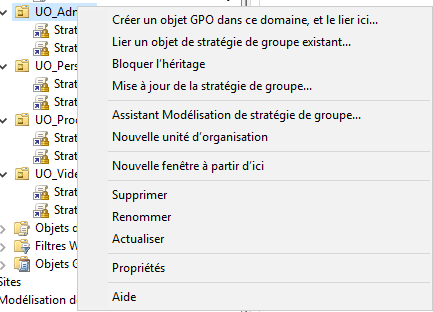 UO_Adm
Créer un objet GPO dans ce domaine, et le lier ici...
Strat
Lier un objet de stratégie de groupe existant...
Strat
Bloquer l'héritage
UO_Pers
Mise à jour de la stratégie de groupe...
Strat
Strat
Assistant Modélisation de stratégie de groupe...
UO_Proc
Nouvelle unité d'organisation
Strat
Strat
Nouvelle fenêtre à partir d'ici
UO_Vide
Strat
Supprimer
Strat
Renommer
Objets d
Actualiser
Filtres W
Objets G
Propriétés
Sites
Modélisation d
Aide